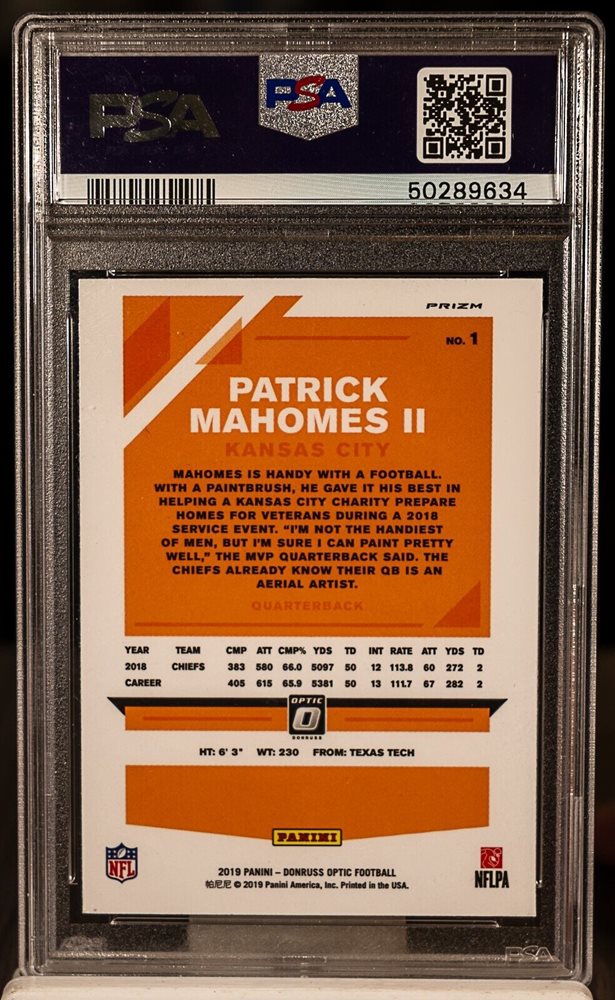 PSA
PSA
50289634
PRIZM
NO. 1
PATRICK
MAHOMES II
KANSAS CITY
MAHOMES IS HANDY WITH A FOOTBALL.
WITH A PAINTBRUSH, HE GAVE IT HIS BEST IN
HELPING A KANSAS CITY CHARITY PREPARE
HOMES FOR VETERANS DURING A 2018
SERVICE EVENT. “I’M NOT THE HANDIEST
OF MEN, BUT I’M SURE I CAN PAINT PRETTY
WELL,” THE MVP QUARTERBACK SAID. THE
CHIEFS ALREADY KNOW THEIR QB IS AN
AERIAL ARTIST.
QUARTERBACK
YEAR TEAM CMP ATT CMP% YDS TD INT RATE ATT YDS TD
2018 CHIEFS 383 580 66.0 5097 50 12 113.8 60 272 2
CAREER 405 615 65.9 5381 50 13 111.7 67 282 2
OPTIC
DONRUSS
HT: 6' 3" WT: 230 FROM: TEXAS TECH
PANINI
NFL
2019 PANINI – DONRUSS OPTIC FOOTBALL
帕尼尼 © 2019 Panini America, Inc. Printed in the USA.
NFLPA
PSA